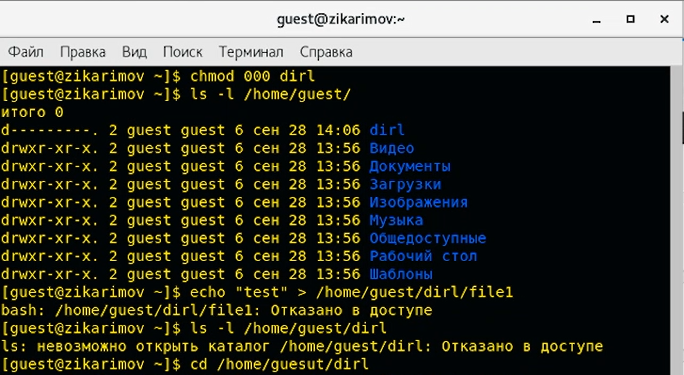 guest@zikarimov:~
Файл Правка Вид Поиск Терминал Справка
[guest@zikarimov ~]$ chmod 000 dirl
[guest@zikarimov ~]$ ls -l /home/guest/
итого 0
d---------. 2 guest guest 6 сен 28 14:06 dirl
drwxr-xr-x. 2 guest guest 6 сен 28 13:56 Видео
drwxr-xr-x. 2 guest guest 6 сен 28 13:56 Документы
drwxr-xr-x. 2 guest guest 6 сен 28 13:56 Загрузки
drwxr-xr-x. 2 guest guest 6 сен 28 13:56 Изображения
drwxr-xr-x. 2 guest guest 6 сен 28 13:56 Музыка
drwxr-xr-x. 2 guest guest 6 сен 28 13:56 Общедоступные
drwxr-xr-x. 2 guest guest 6 сен 28 13:56 Рабочий стол
drwxr-xr-x. 2 guest guest 6 сен 28 13:56 Шаблоны
[guest@zikarimov ~]$ echo "test" > /home/guest/dirl/file1
bash: /home/guest/dirl/file1: Отказано в доступе
[guest@zikarimov ~]$ ls -l /home/guest/dirl
ls: невозможно открыть каталог /home/guest/dirl: Отказано в доступе
[guest@zikarimov ~]$ cd /home/guesut/dirl